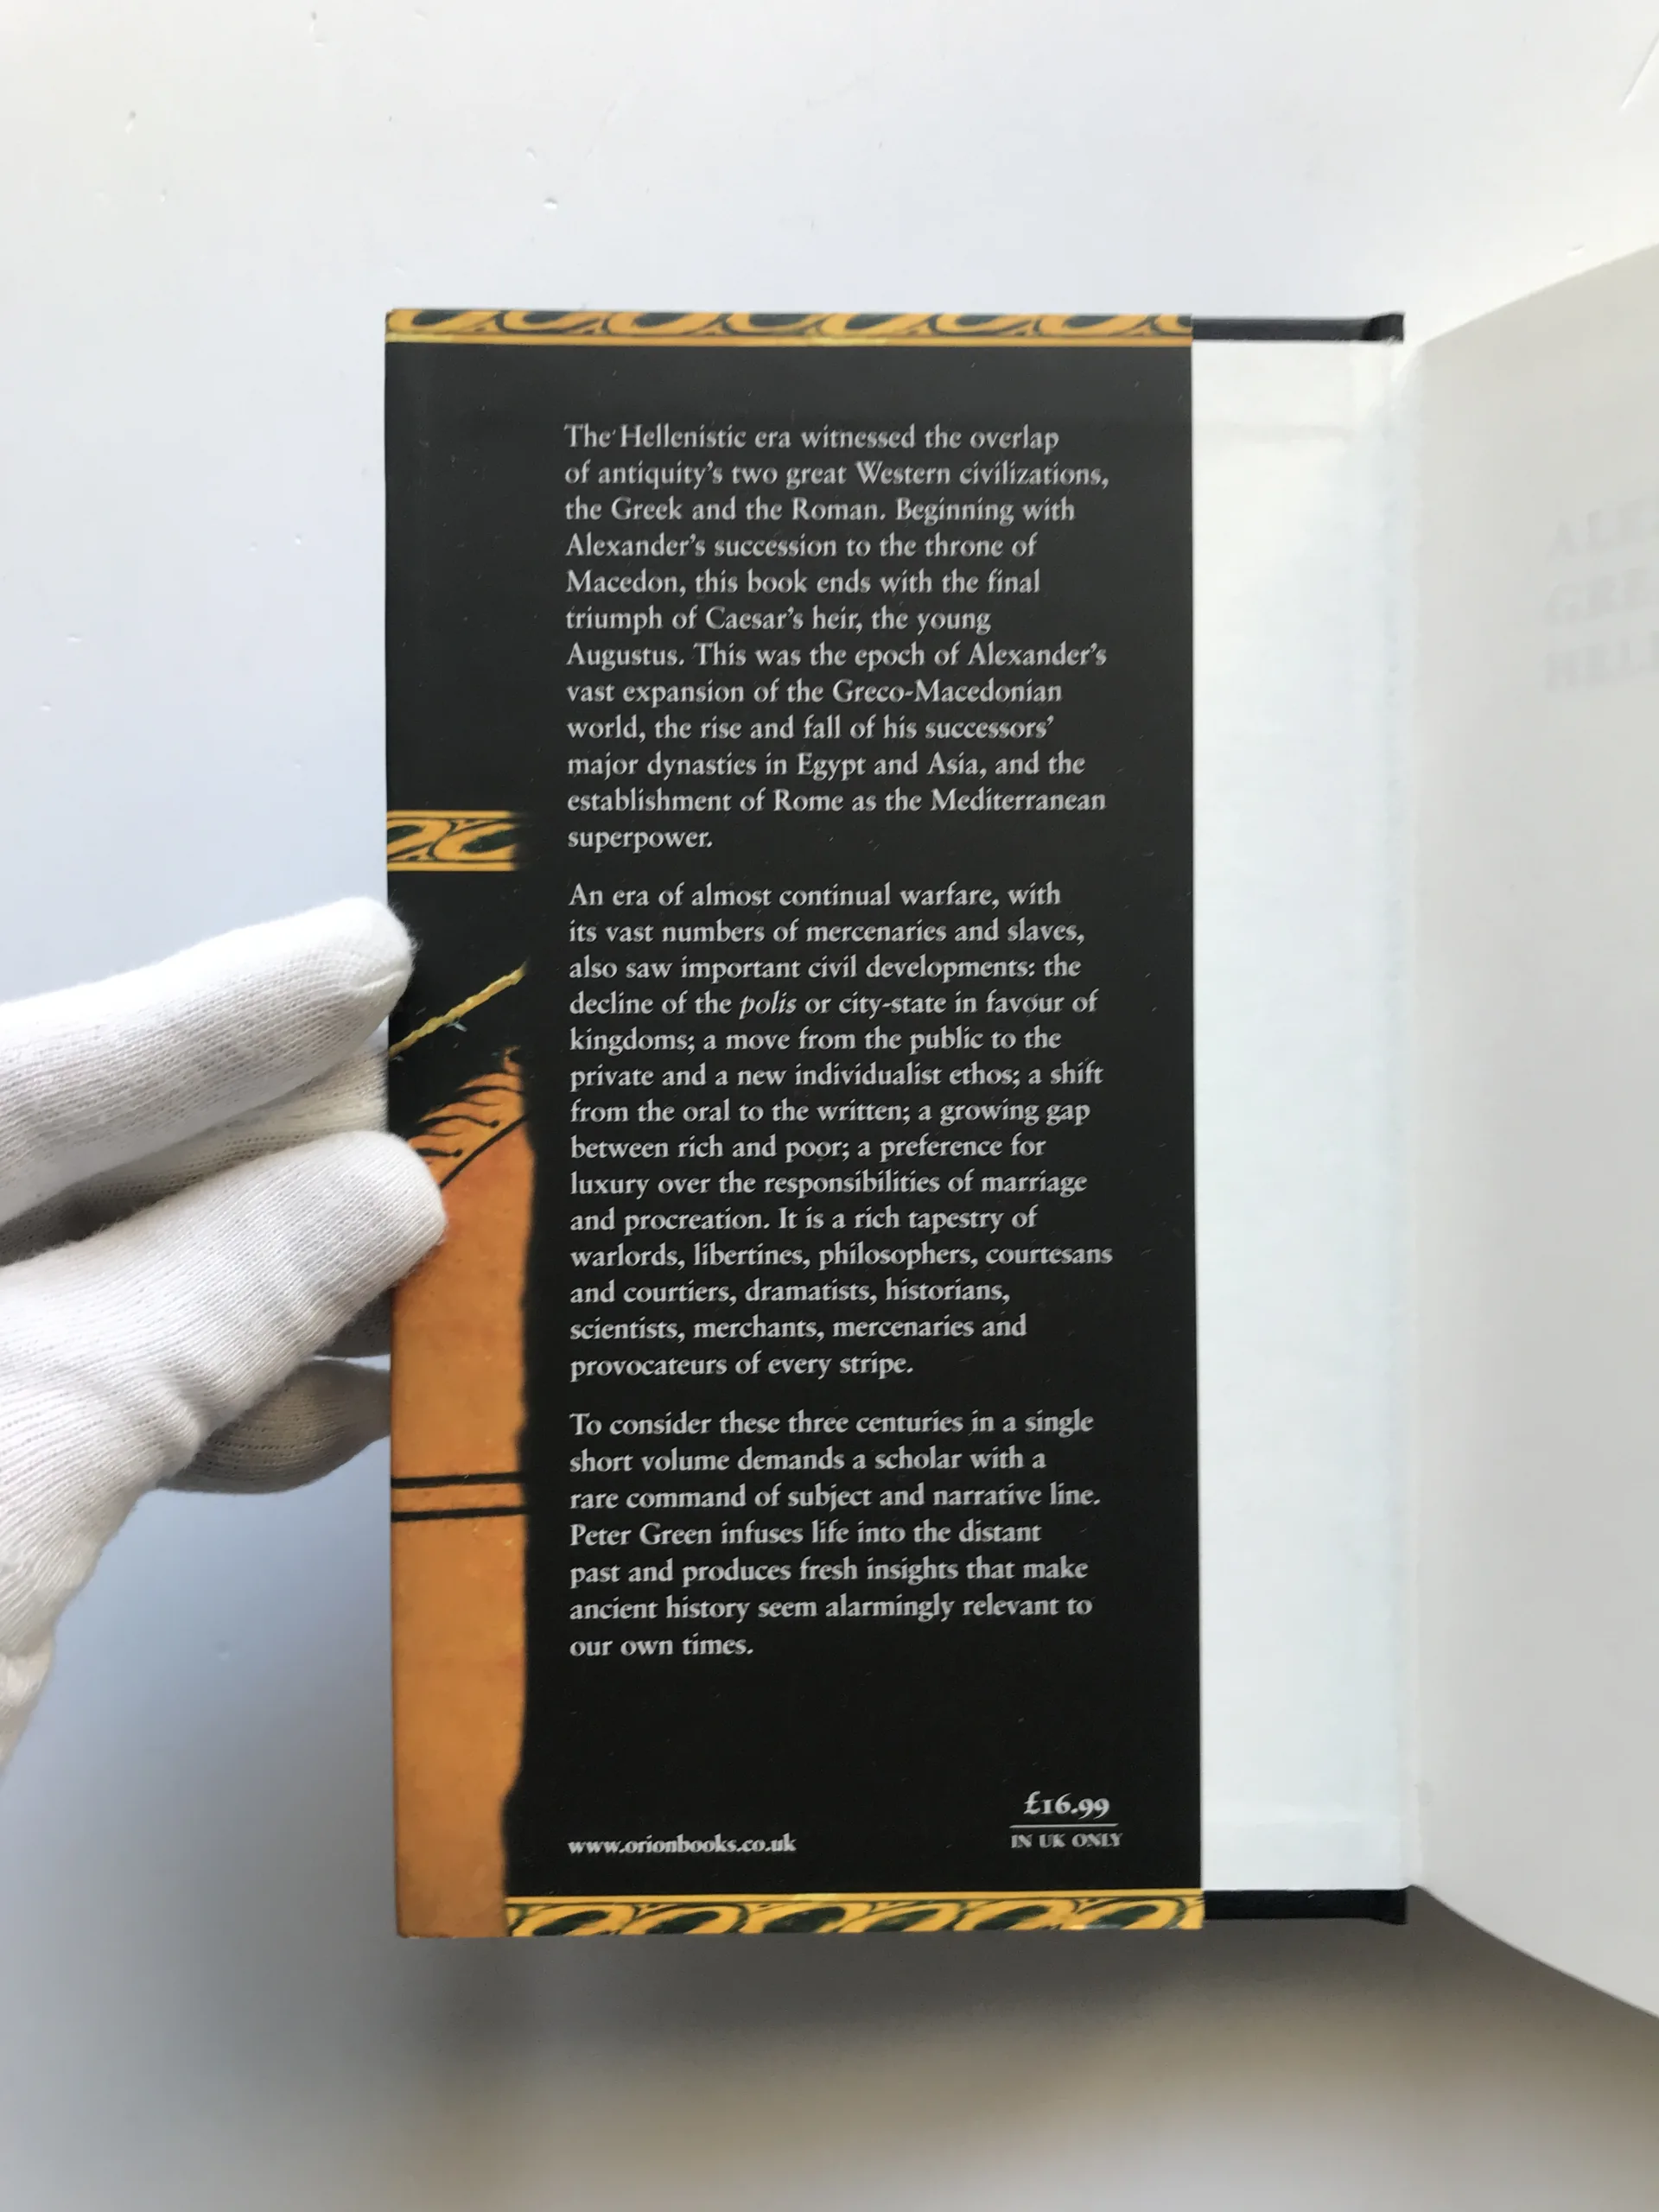 The Hellenistic era witnessed the overlap
of antiquity's two great Western civilizations,
the Greek and the Roman. Beginning with
Alexander's succession to the throne of
Macedon, this book ends with the final
triumph of Caesar's heir, the young
Augustus. This was the epoch of Alexander's
vast expansion of the Greco-Macedonian
world, the rise and fall of his successors'
major dynasties in Egypt and Asia, and the
establishment of Rome as the Mediterranean
superpower.
An era of almost continual warfare, with
its vast numbers of mercenaries and slaves,
also saw important civil developments: the
decline of the polis or city-state in favour of
kingdoms; a move from the public to the
private and a new individualist ethos; a shift
from the oral to the written; a growing gap
between rich and poor; a preference for
luxury over the responsibilities of marriage
and procreation. It is a rich tapestry of
warlords, libertines, philosophers, courtesans
and courtiers, dramatists, historians,
scientists, merchants, mercenaries and
provocateurs of every stripe.
To consider these three centuries in a single
short volume demands a scholar with a
rare command of subject and narrative line.
Peter Green infuses life into the distant
past and produces fresh insights that make
ancient history seem alarmingly relevant to
our own times.
£16.99
IN UK ONLY
www.orionbooks.co.uk